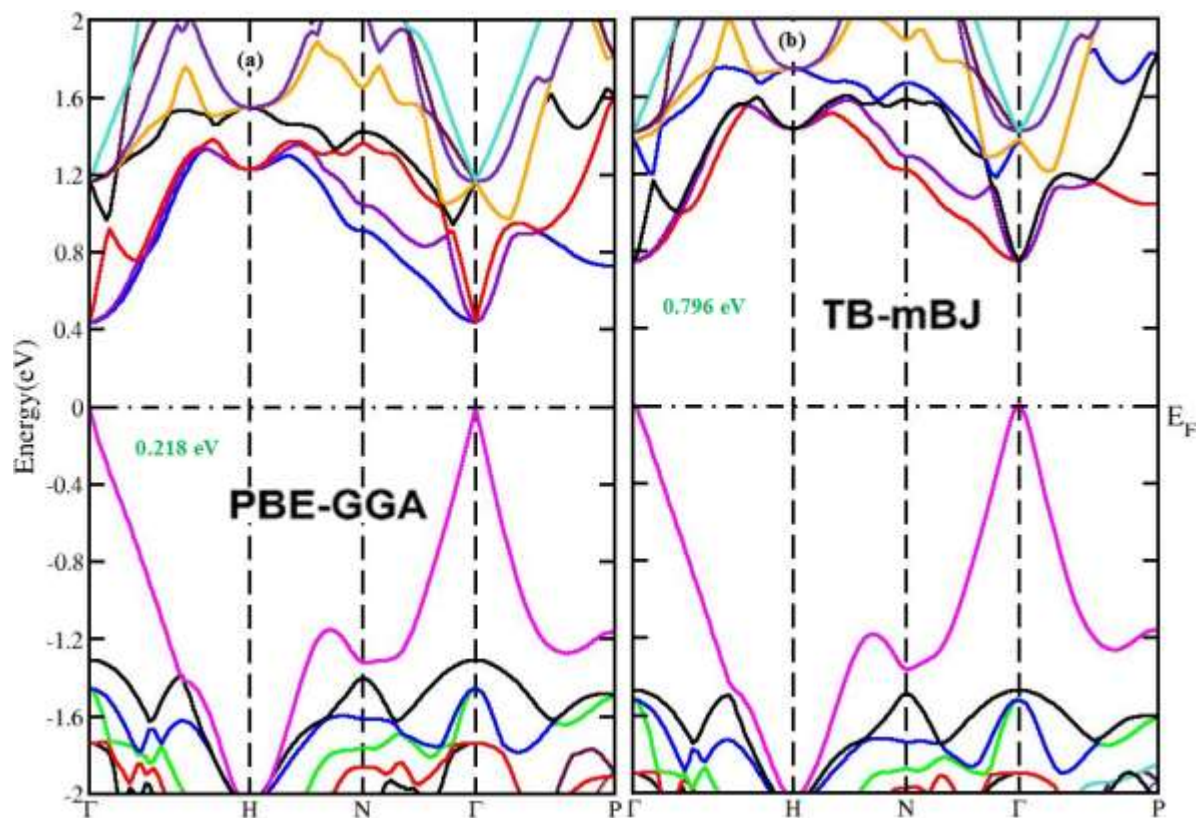 2
1.6
1.2
0.8
0.4
0
-0.4
-0.8
-1.2
-1.6
-2
Energy(eV)
(a)
0.218 eV
PBE-GGA
Γ H N Γ P
(b)
0.796 eV
TB-mBJ
E_F
Γ H N Γ P